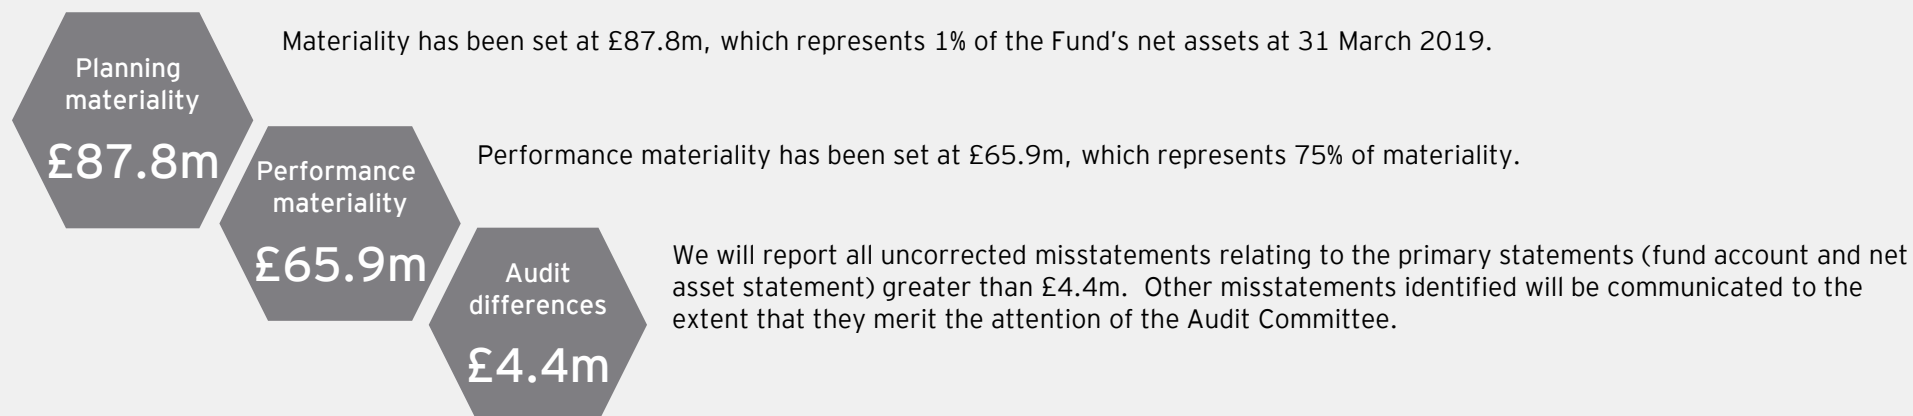 Planning
materiality
£87.8m
Materiality has been set at £87.8m, which represents 1% of the Fund's net assets at 31 March 2019.
Performance
materiality
£65.9m
Performance materiality has been set at £65.9m, which represents 75% of materiality.
Audit
differences
£4.4m
We will report all uncorrected misstatements relating to the primary statements (fund account and net
asset statement) greater than £4.4m.  Other misstatements identified will be communicated to the
extent that they merit the attention of the Audit Committee.